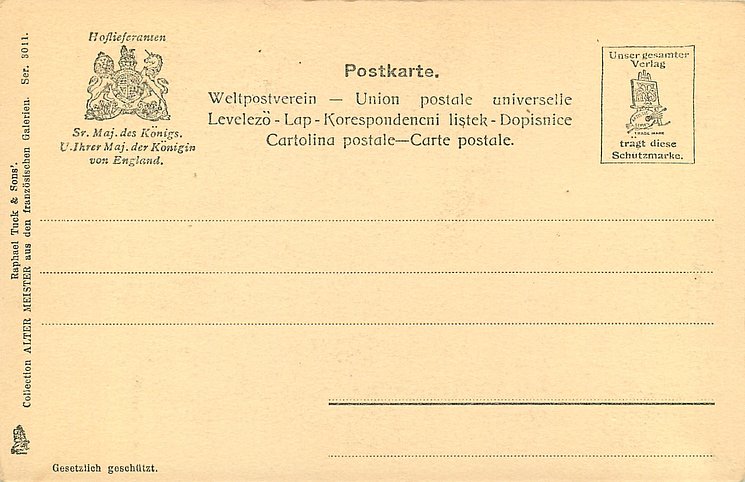 Hoflieferanten
Sr. Maj. des Königs.
U. Ihrer Maj. der Königin
von England.
Postkarte.
Weltpostverein — Union postale universelle
Levelezö - Lap - Korespondencni listek - Dopisnice
Cartolina postale—Carte postale.
Unser gesamter
Verlag
TRADE MARK
trägt diese
Schutzmarke.
Raphael Tuck & Sons'.
Collection ALTER MEISTER aus den französischen Galerien. Ser. 3011.
Gesetzlich geschützt.